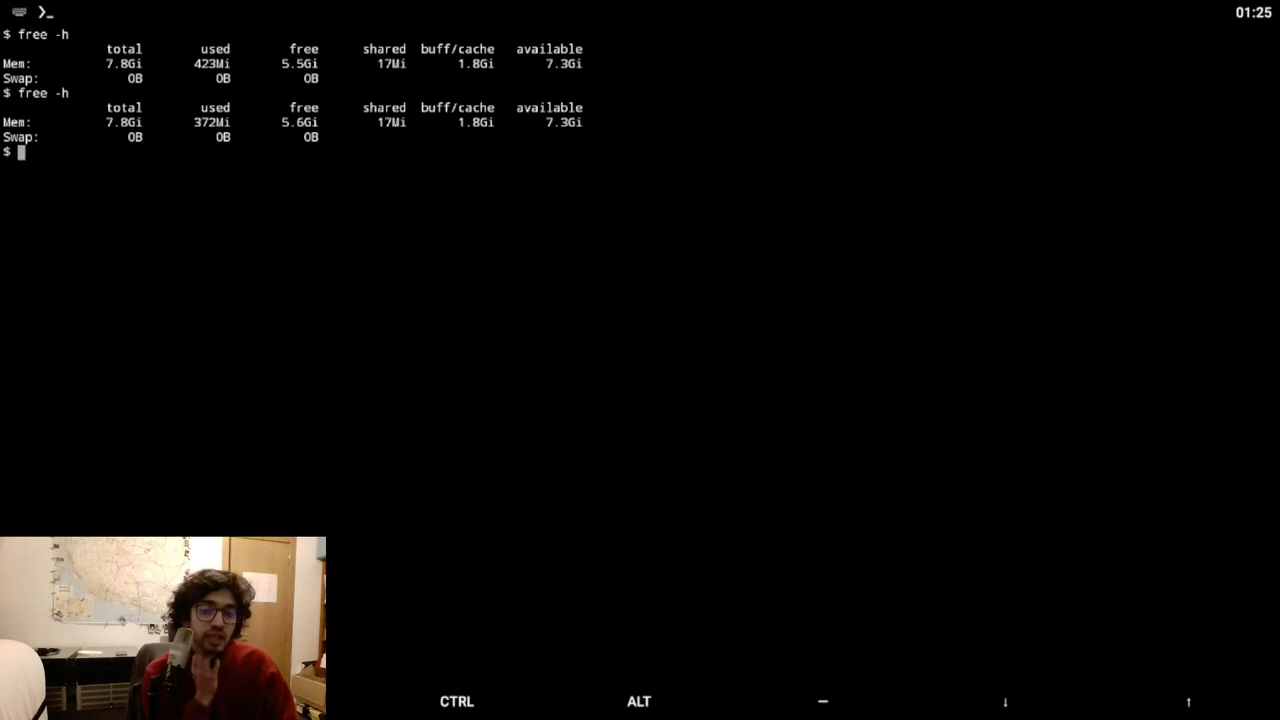 01:25
$ free -h
total used free shared buff/cache available
Mem: 7.8Gi 423Mi 5.5Gi 17Mi 1.8Gi 7.3Gi
Swap: 0B 0B 0B
$ free -h
total used free shared buff/cache available
Mem: 7.8Gi 372Mi 5.6Gi 17Mi 1.8Gi 7.3Gi
Swap: 0B 0B 0B
$
CTRL ALT — ↓ ↑